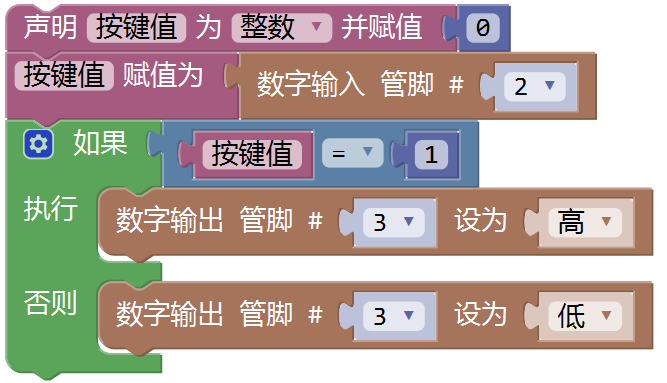 声明 按键值 为 整数 并赋值 0
按键值 赋值为 数字输入 管脚 # 2
如果 按键值 = 1
执行 数字输出 管脚 # 3 设为 高
否则 数字输出 管脚 # 3 设为 低